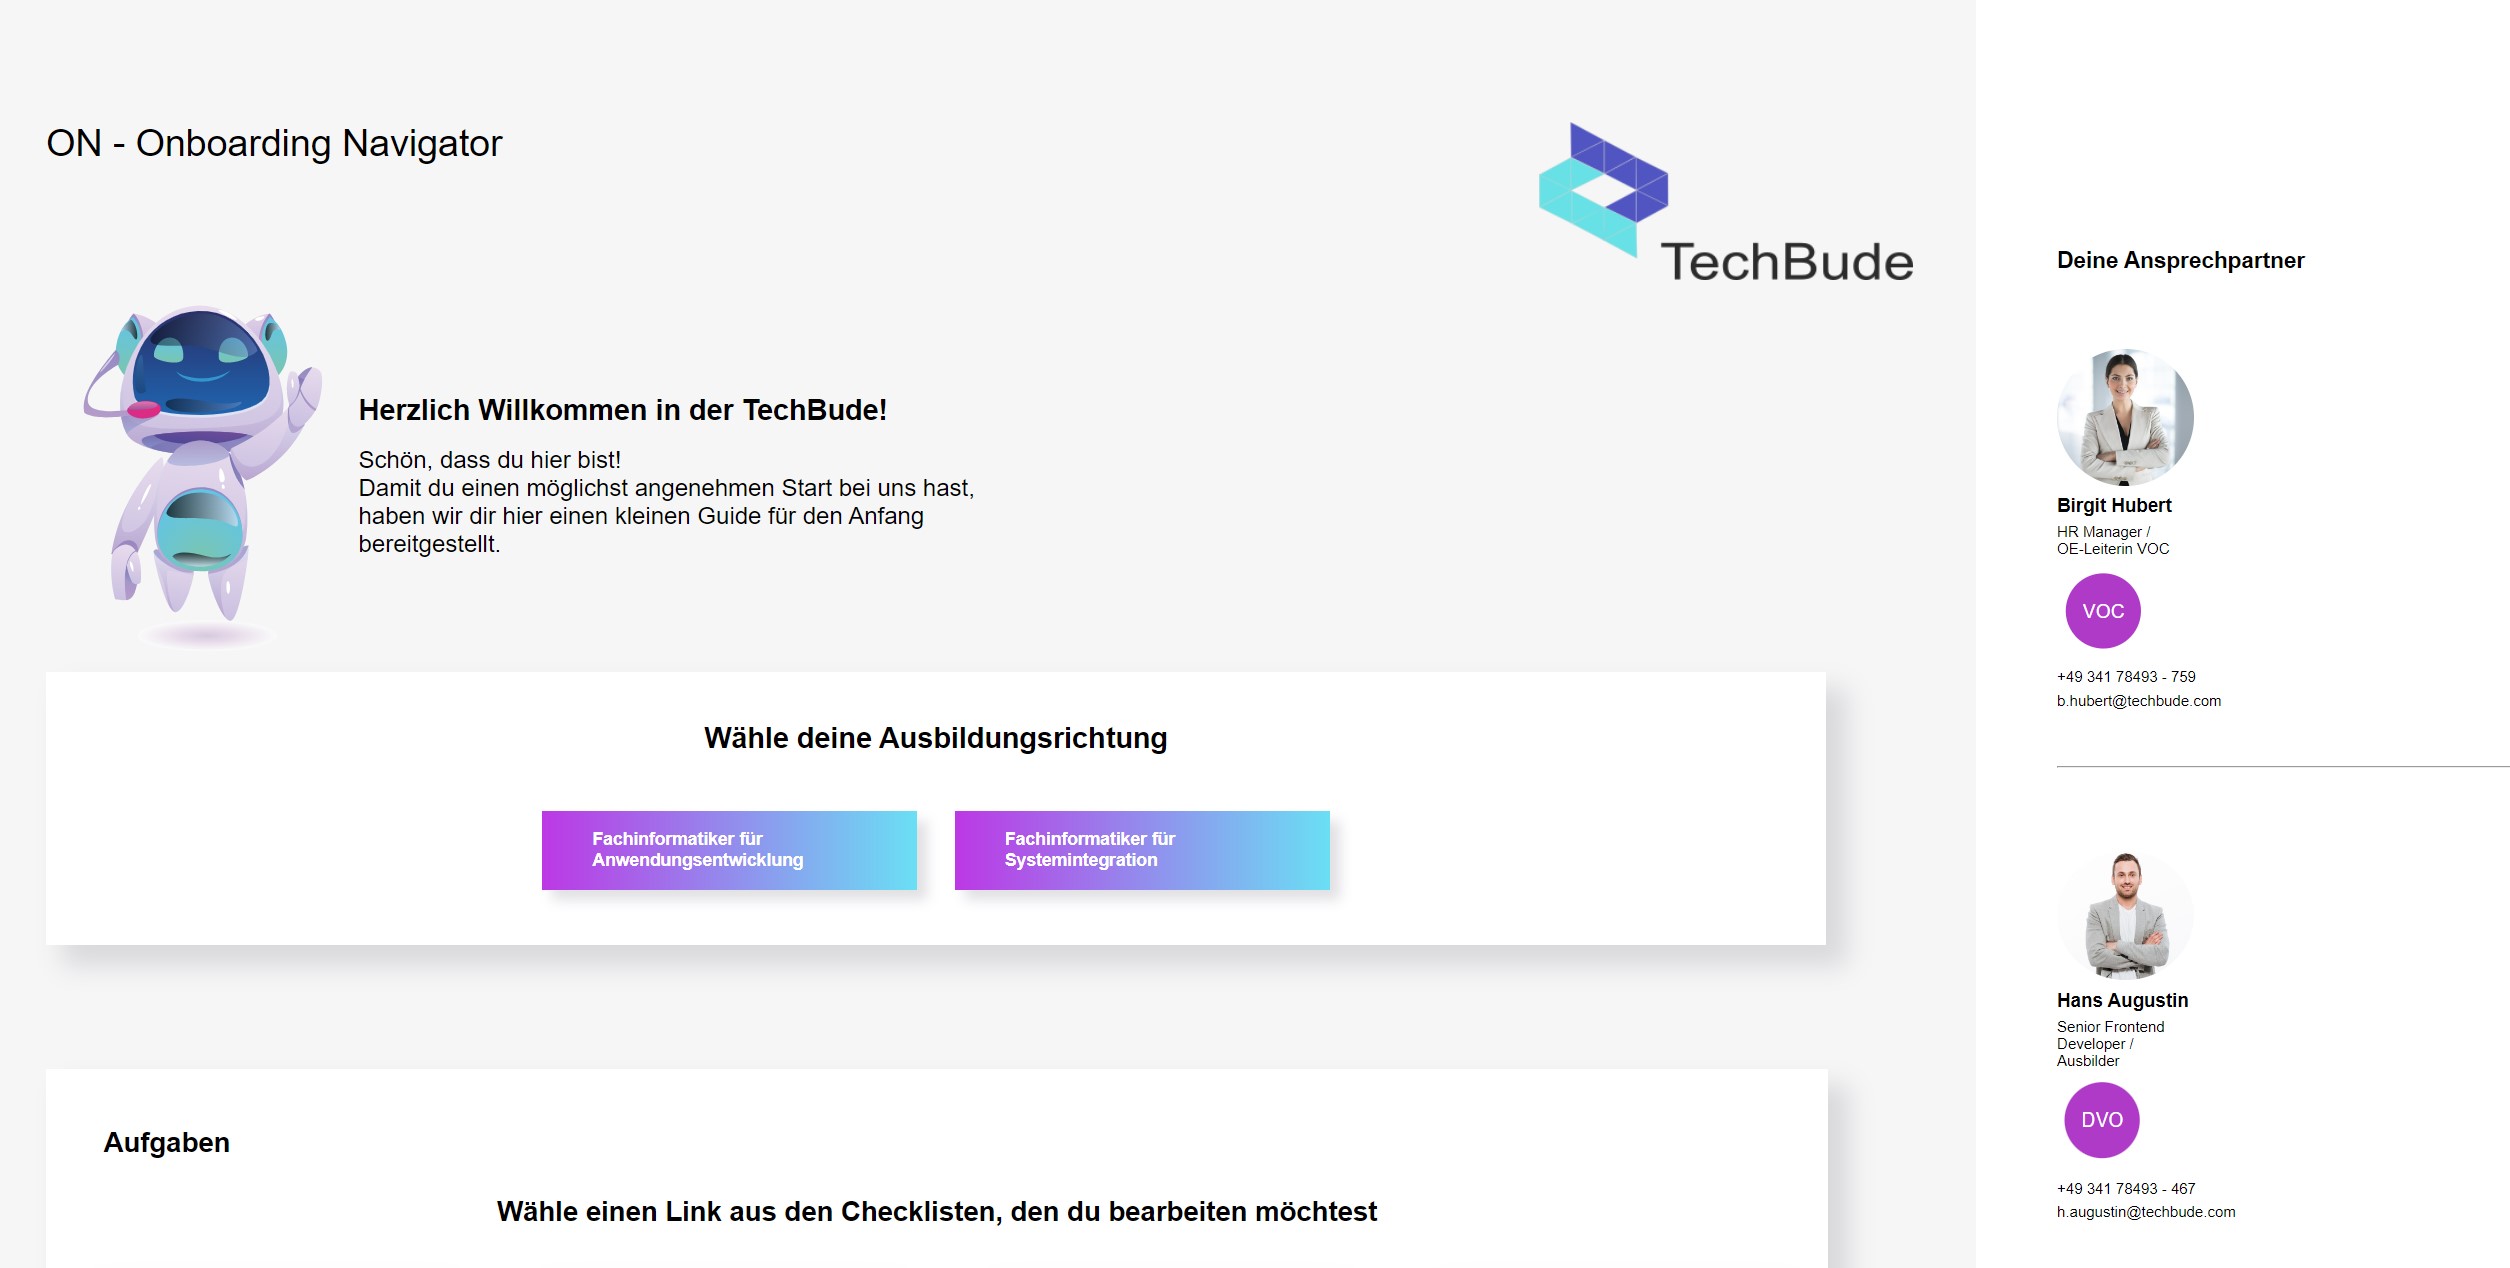 ON - Onboarding Navigator
TechBude
Herzlich Willkommen in der TechBude!
Schön, dass du hier bist!
Damit du einen möglichst angenehmen Start bei uns hast,
haben wir dir hier einen kleinen Guide für den Anfang
bereitgestellt.
Wähle deine Ausbildungsrichtung
Fachinformatiker für
Anwendungsentwicklung
Fachinformatiker für
Systemintegration
Aufgaben
Wähle einen Link aus den Checklisten, den du bearbeiten möchtest
Deine Ansprechpartner
Birgit Hubert
HR Manager /
OE-Leiterin VOC
VOC
+49 341 78493 - 759
b.hubert@techbude.com
Hans Augustin
Senior Frontend
Developer /
Ausbilder
DVO
+49 341 78493 - 467
h.augustin@techbude.com